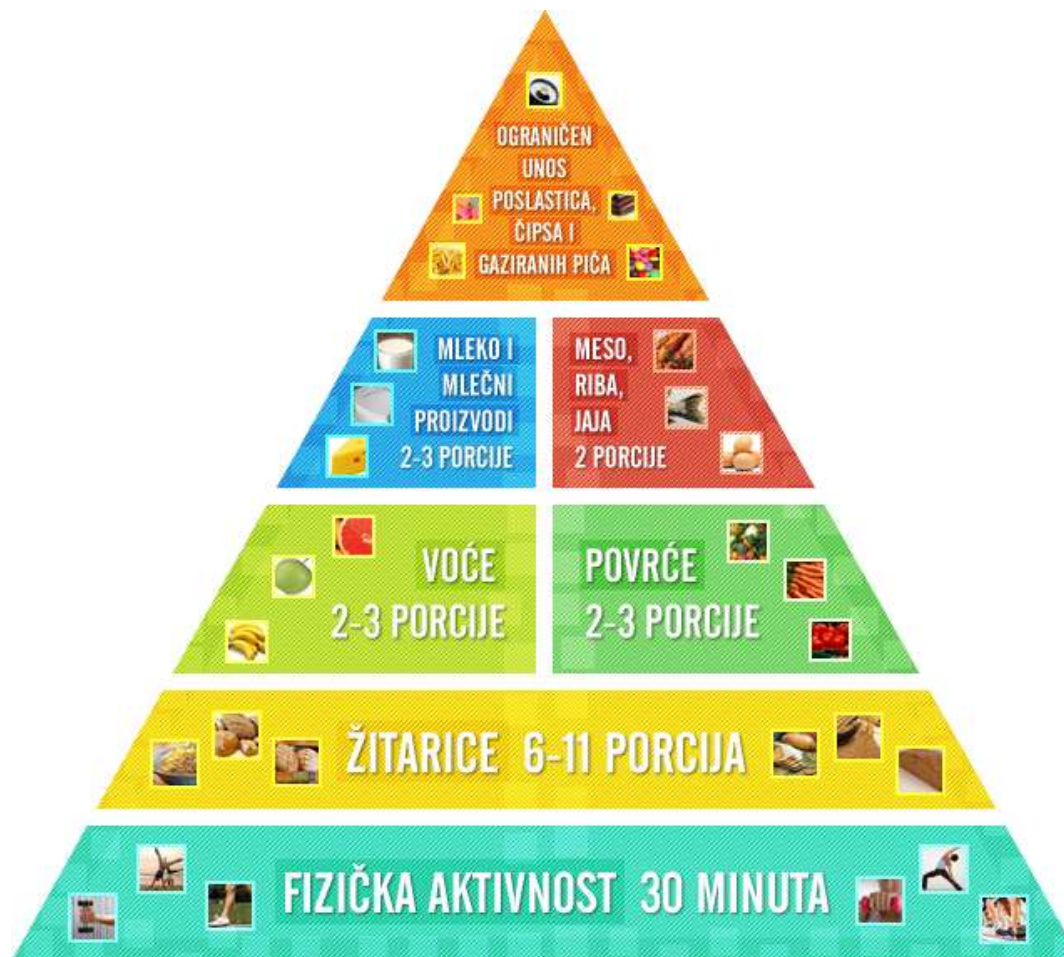 OGRANIČEN
UNOS
POSLASTICA,
ČIPSA I
GAZIRANIH PIĆA
MLEKO I
MLEČNI
PROIZVODI
2-3 PORCIJE
MESO,
RIBA,
JAJA
2 PORCIJE
VOĆE
2-3 PORCIJE
POVRĆE
2-3 PORCIJE
ŽITARICE 6-11 PORCIJA
FIZIČKA AKTIVNOST 30 MINUTA